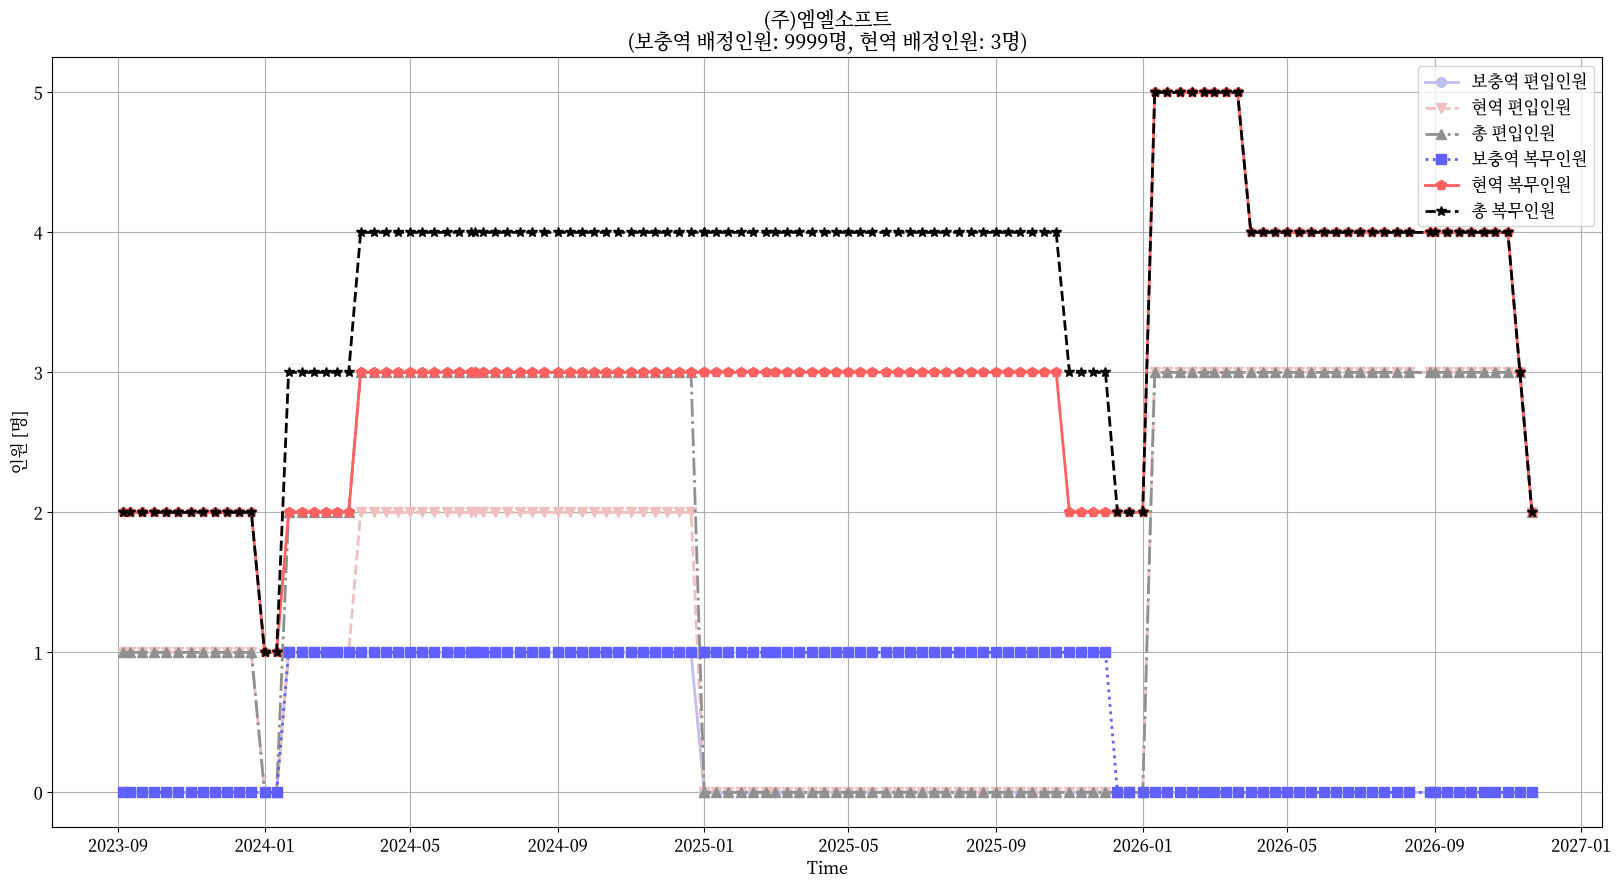 (주)엠엘소프트
(보충역 배정인원: 9999명, 현역 배정인원: 3명)
보충역 편입인원
현역 편입인원
총 편입인원
보충역 복무인원
현역 복무인원
총 복무인원
인원 [명]
5
4
3
2
1
0
2023-09
2024-01
2024-05
2024-09
2025-01
2025-05
2025-09
2026-01
2026-05
2026-09
2027-01
Time